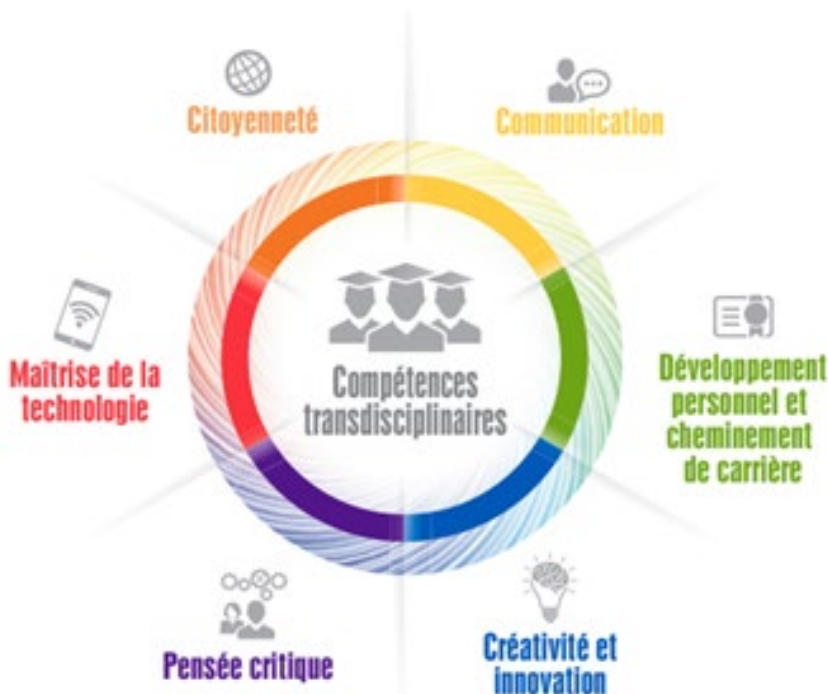 Citoyenneté
Communication
Maîtrise de la
technologie
Compétences
transdisciplinaires
Développement
personnel et
cheminement
de carrière
Pensée critique
Créativité et
innovation